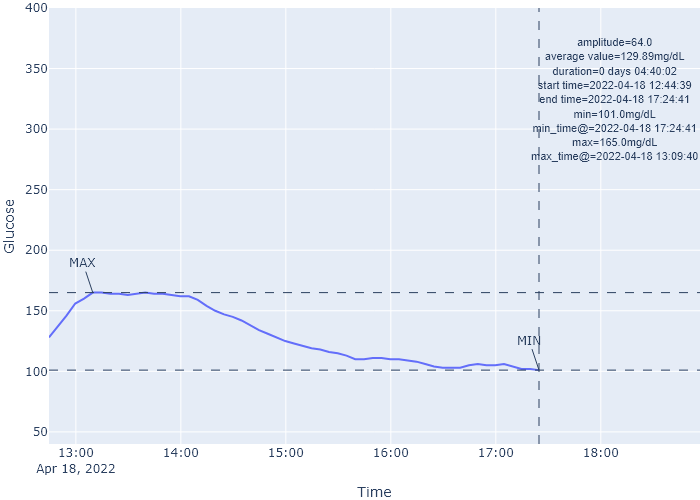 400
350
300
250
200
150
100
50
Glucose
amplitude=64.0
average value=129.89mg/dL
duration=0 days 04:40:02
start time=2022-04-18 12:44:39
end time=2022-04-18 17:24:41
min=101.0mg/dL
min_time@=2022-04-18 17:24:41
max=165.0mg/dL
max_time@=2022-04-18 13:09:40
MAX
MIN
13:00 14:00 15:00 16:00 17:00 18:00
Apr 18, 2022
Time